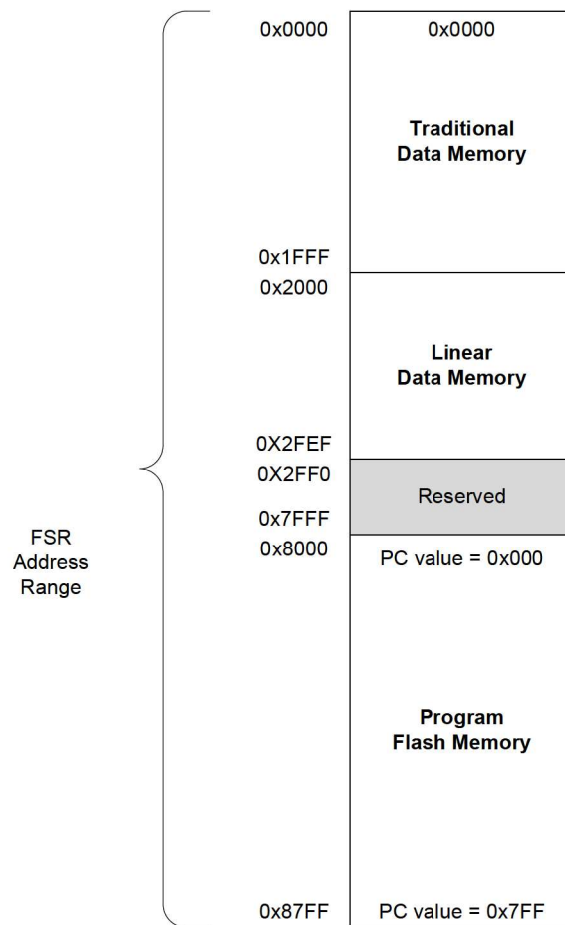 0x0000 0x0000
Traditional
Data Memory
0x1FFF
0x2000
Linear
Data Memory
0X2FEF
0X2FF0
Reserved
0x7FFF
FSR
Address
Range
0x8000 PC value = 0x000
Program
Flash Memory
0x87FF PC value = 0x7FF